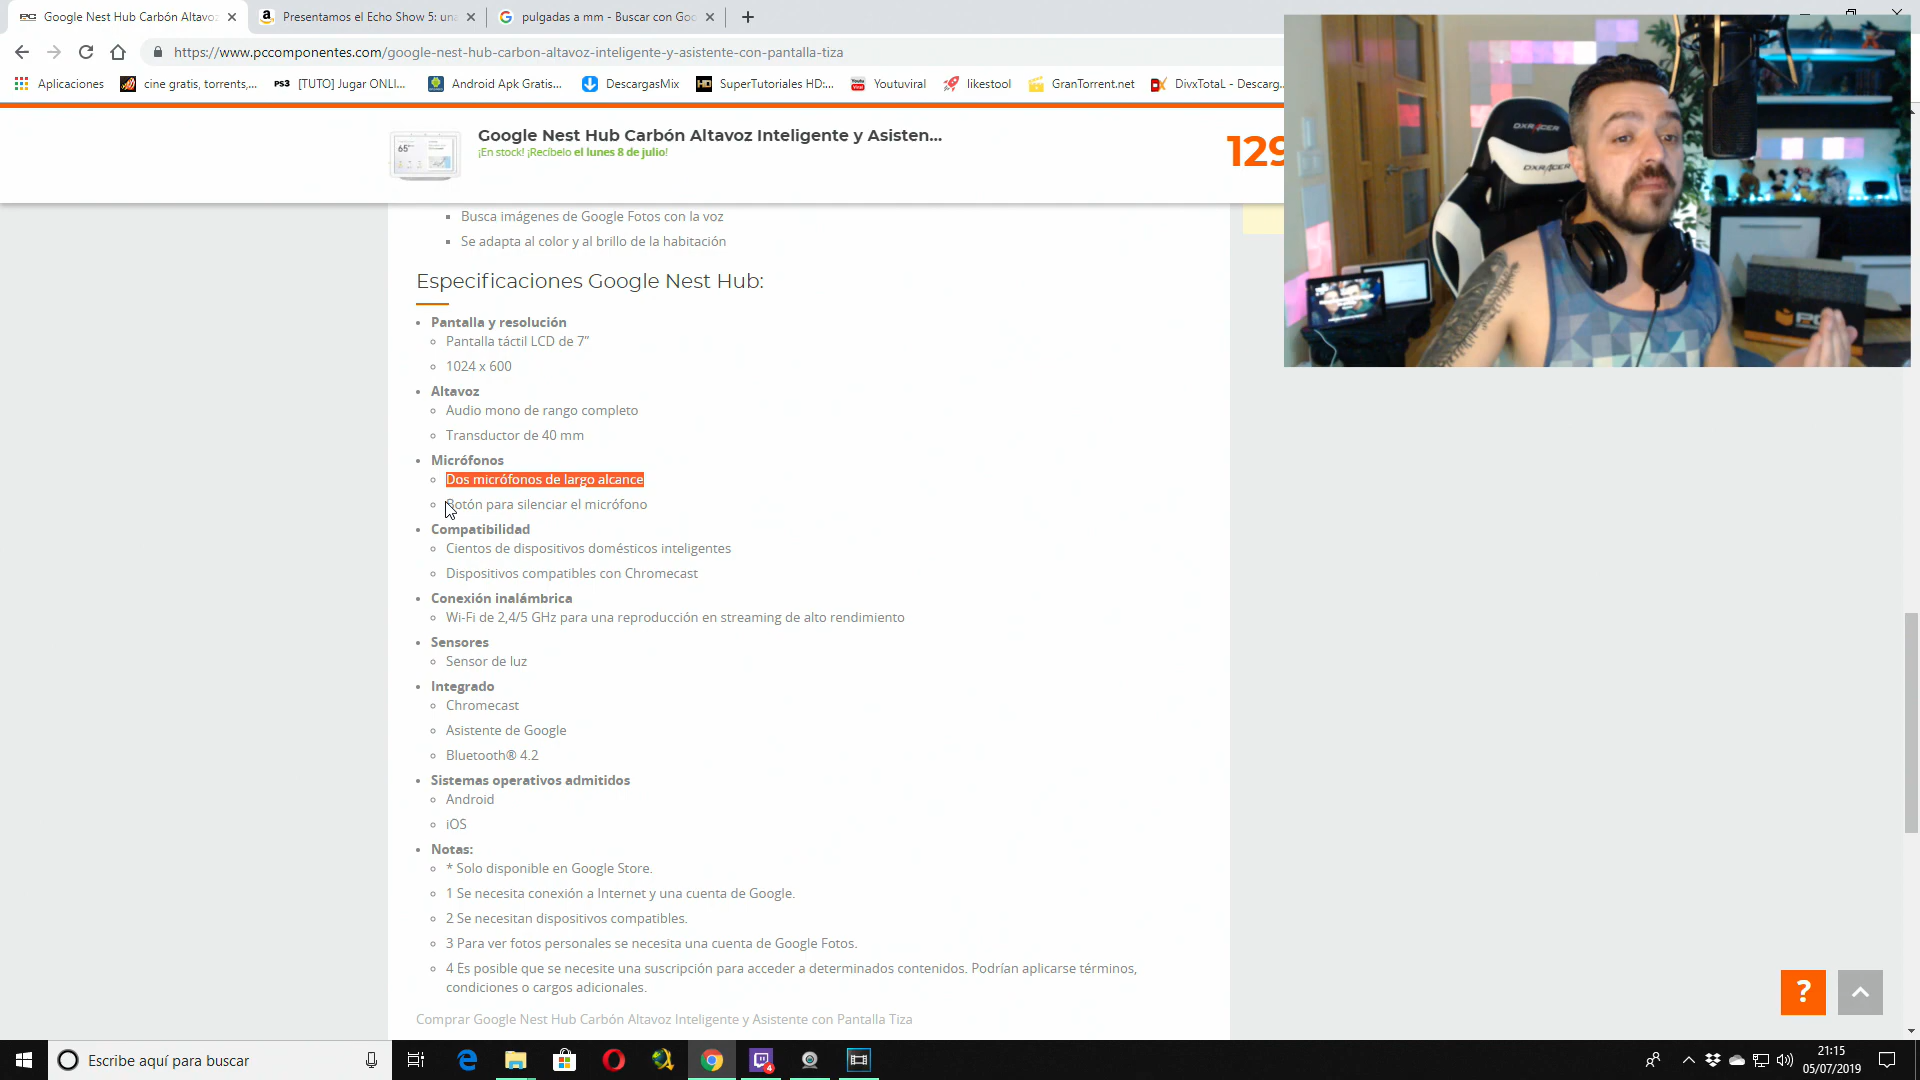 Google Nest Hub Carbón Altavoz
Presentamos el Echo Show 5: una
pulgadas a mm - Buscar con Goo
https://www.pccomponentes.com/google-nest-hub-carbon-altavoz-inteligente-y-asistente-con-pantalla-tiza
Aplicaciones
cine gratis, torrents,...
PS3 [TUTO] Jugar ONLI...
Android Apk Gratis...
DescargasMix
HD SuperTutoriales HD:...
Youtuviral
likestool
GranTorrent.net
DivxTotaL - Descarg...
Google Nest Hub Carbón Altavoz Inteligente y Asisten...
¡En stock! ¡Recíbelo el lunes 8 de julio!
129
65°
Busca imágenes de Google Fotos con la voz
Se adapta al color y al brillo de la habitación
Especificaciones Google Nest Hub:
Pantalla y resolución
Pantalla táctil LCD de 7”
1024 x 600
Altavoz
Audio mono de rango completo
Transductor de 40 mm
Micrófonos
Dos micrófonos de largo alcance
Botón para silenciar el micrófono
Compatibilidad
Cientos de dispositivos domésticos inteligentes
Dispositivos compatibles con Chromecast
Conexión inalámbrica
Wi-Fi de 2,4/5 GHz para una reproducción en streaming de alto rendimiento
Sensores
Sensor de luz
Integrado
Chromecast
Asistente de Google
Bluetooth® 4.2
Sistemas operativos admitidos
Android
iOS
Notas:
* Solo disponible en Google Store.
1 Se necesita conexión a Internet y una cuenta de Google.
2 Se necesitan dispositivos compatibles.
3 Para ver fotos personales se necesita una cuenta de Google Fotos.
4 Es posible que se necesite una suscripción para acceder a determinados contenidos. Podrían aplicarse términos,
condiciones o cargos adicionales.
Comprar Google Nest Hub Carbón Altavoz Inteligente y Asistente con Pantalla Tiza
DXRACER
DXRACER
?
Escribe aquí para buscar
4
21:15
05/07/2019